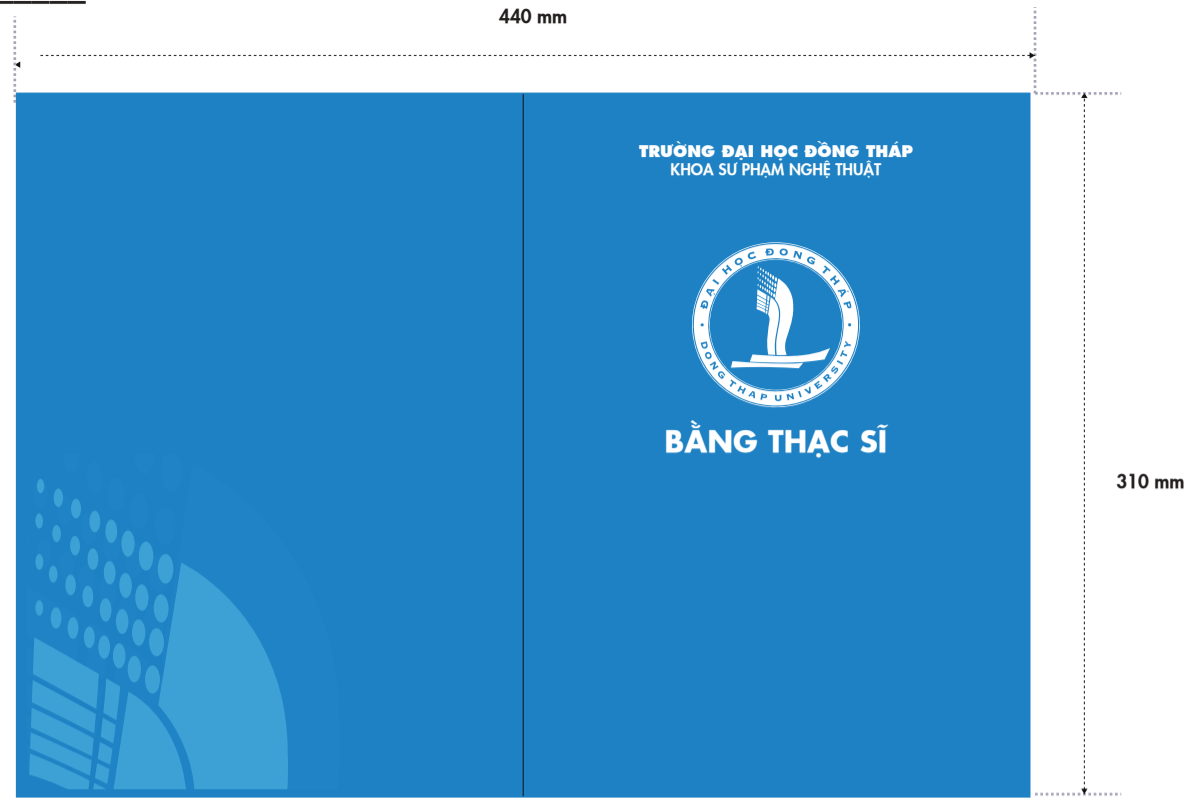 440 mm
TRƯỜNG ĐẠI HỌC ĐỒNG THÁP
KHOA SƯ PHẠM NGHỆ THUẬT
ĐẠI HỌC ĐỒNG THÁP
DONG THAP UNIVERSITY
BẰNG THẠC SĨ
310 mm